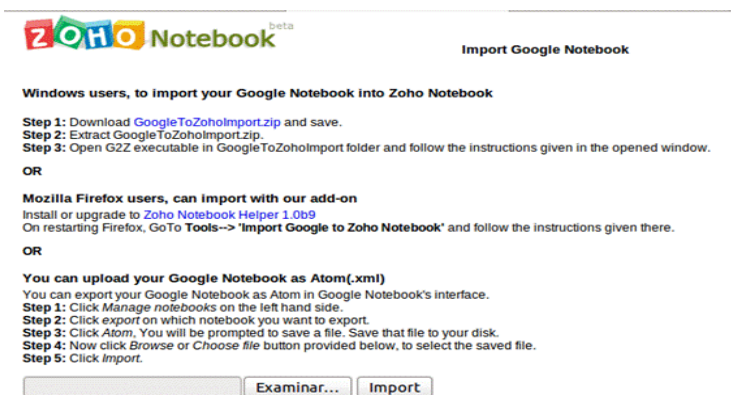 ZOHO Notebook beta
Import Google Notebook
Windows users, to import your Google Notebook into Zoho Notebook
Step 1: Download GoogleToZohoImport.zip and save.
Step 2: Extract GoogleToZohoImport.zip.
Step 3: Open G2Z executable in GoogleToZohoImport folder and follow the instructions given in the opened window.
OR
Mozilla Firefox users, can import with our add-on
Install or upgrade to Zoho Notebook Helper 1.0b9
On restarting Firefox, GoTo Tools--> 'Import Google to Zoho Notebook' and follow the instructions given there.
OR
You can upload your Google Notebook as Atom(.xml)
You can export your Google Notebook as Atom in Google Notebook's interface.
Step 1: Click Manage notebooks on the left hand side.
Step 2: Click export on which notebook you want to export.
Step 3: Click Atom, You will be prompted to save a file. Save that file to your disk.
Step 4: Now click Browse or Choose file button provided below, to select the saved file.
Step 5: Click Import.
Examinar... Import